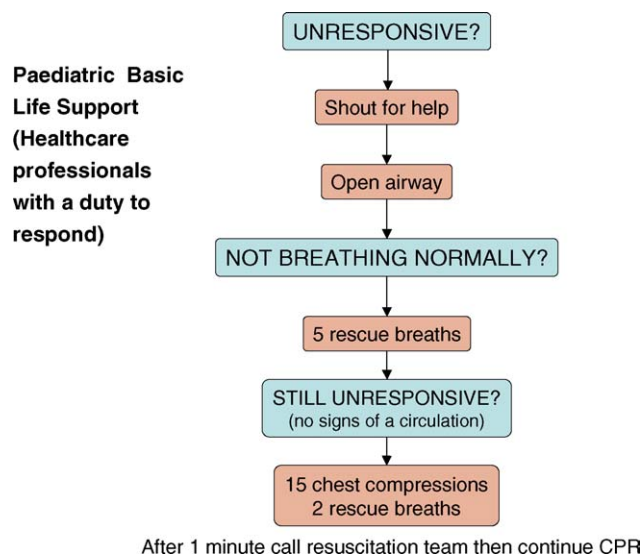 Paediatric Basic
Life Support
(Healthcare
professionals
with a duty to
respond)
UNRESPONSIVE?
Shout for help
Open airway
NOT BREATHING NORMALLY?
5 rescue breaths
STILL UNRESPONSIVE?
(no signs of a circulation)
15 chest compressions
2 rescue breaths
After 1 minute call resuscitation team then continue CPR